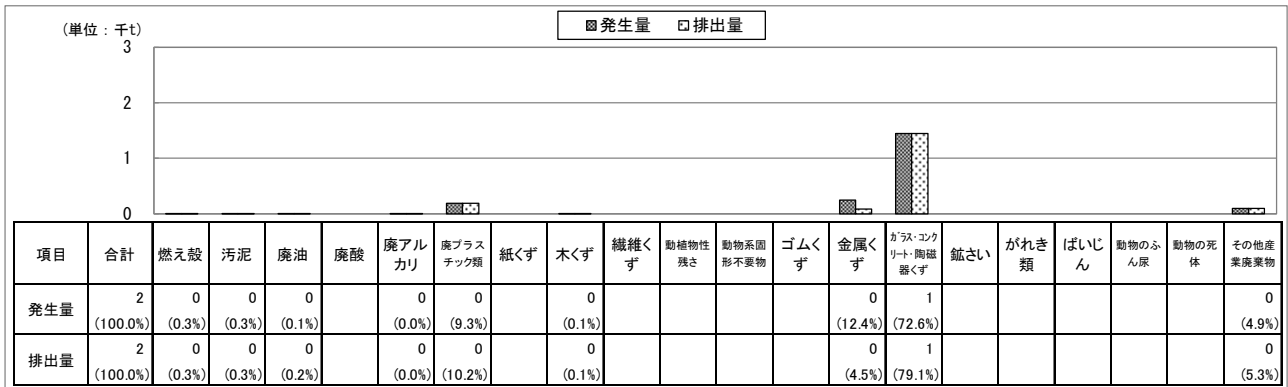 (単位:千t)
発生量 排出量
3
2
1
0
項目 合計 燃え殻 汚泥 廃油 廃酸 廃アルカリ 廃プラスチック類 紙くず 木くず 繊維くず 動植物性残さ 動物系固形不要物 ゴムくず 金属くず ガラス・コンクリート・陶磁器くず 鉱さい がれき類 ばいじん 動物のふん尿 動物の死体 その他産業廃棄物
発生量 2 0 0 0 0 0 0 0 1 0
(100.0%) (0.3%) (0.3%) (0.1%) (0.0%) (9.3%) (0.1%) (12.4%) (72.6%) (4.9%)
排出量 2 0 0 0 0 0 0 0 1 0
(100.0%) (0.3%) (0.3%) (0.2%) (0.0%) (10.2%) (0.1%) (4.5%) (79.1%) (5.3%)